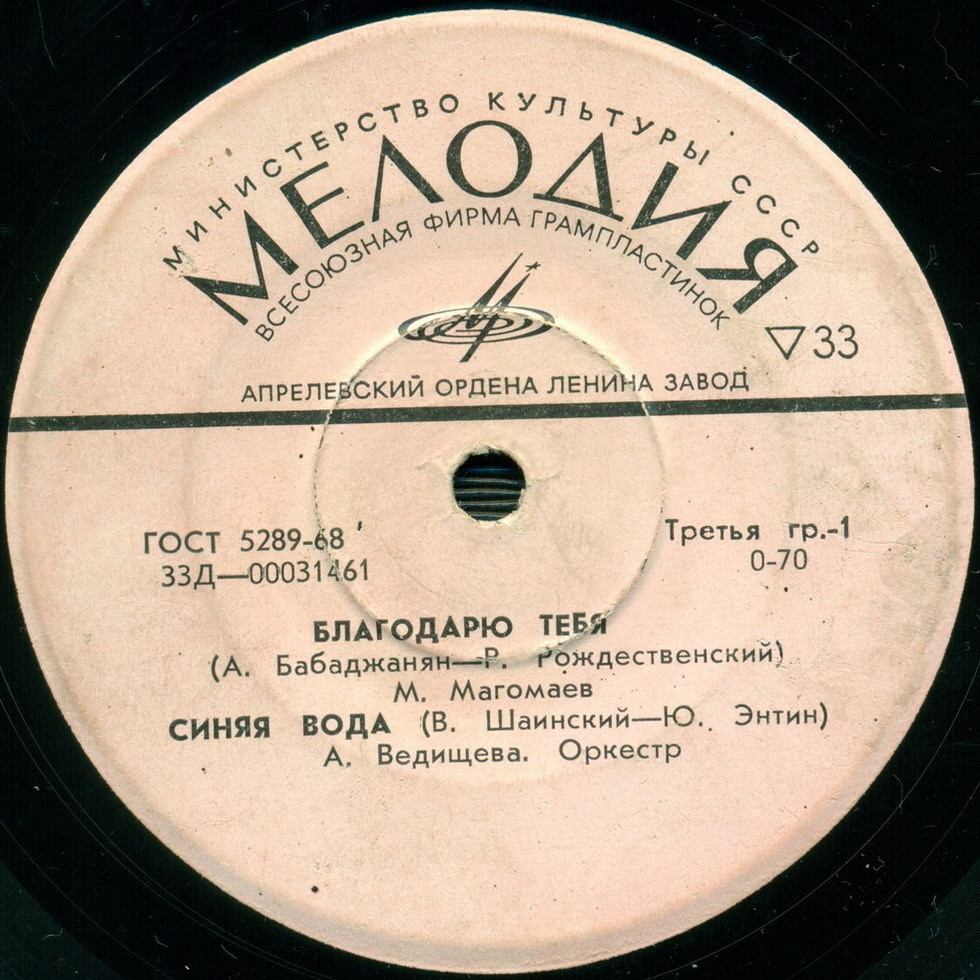 МИНИСТЕРСТВО КУЛЬТУРЫ СССР
МЕЛОДИЯ
ВСЕСОЮЗНАЯ ФИРМА ГРАМПЛАСТИНОК
▽33
АПРЕЛЕВСКИЙ ОРДЕНА ЛЕНИНА ЗАВОД
ГОСТ 5289-68
Третья гр.-1
33Д—00031461
0-70
БЛАГОДАРЮ ТЕБЯ
(А. Бабаджанян—Р. Рождественский)
М. Магомаев
СИНЯЯ ВОДА (В. Шаинский—Ю. Энтин)
А. Ведищева. Оркестр